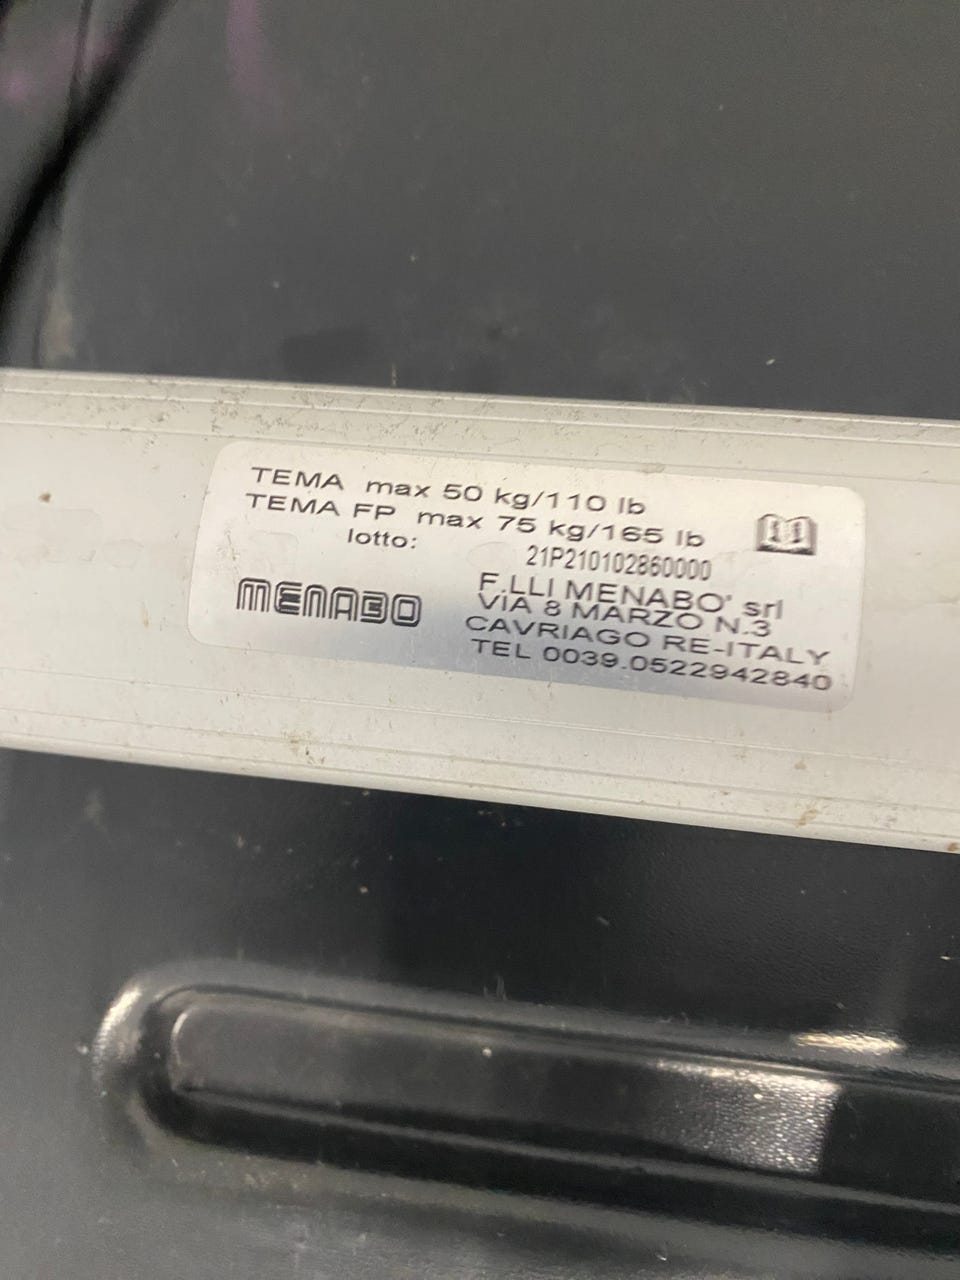 TEMA max 50 kg/110 lb
TEMA FP max 75 kg/165 lb
lotto: 21P210102860000
MENABO
F.LLI MENABO' srl
VIA 8 MARZO N.3
CAVRIAGO RE-ITALY
TEL 0039.0522942840